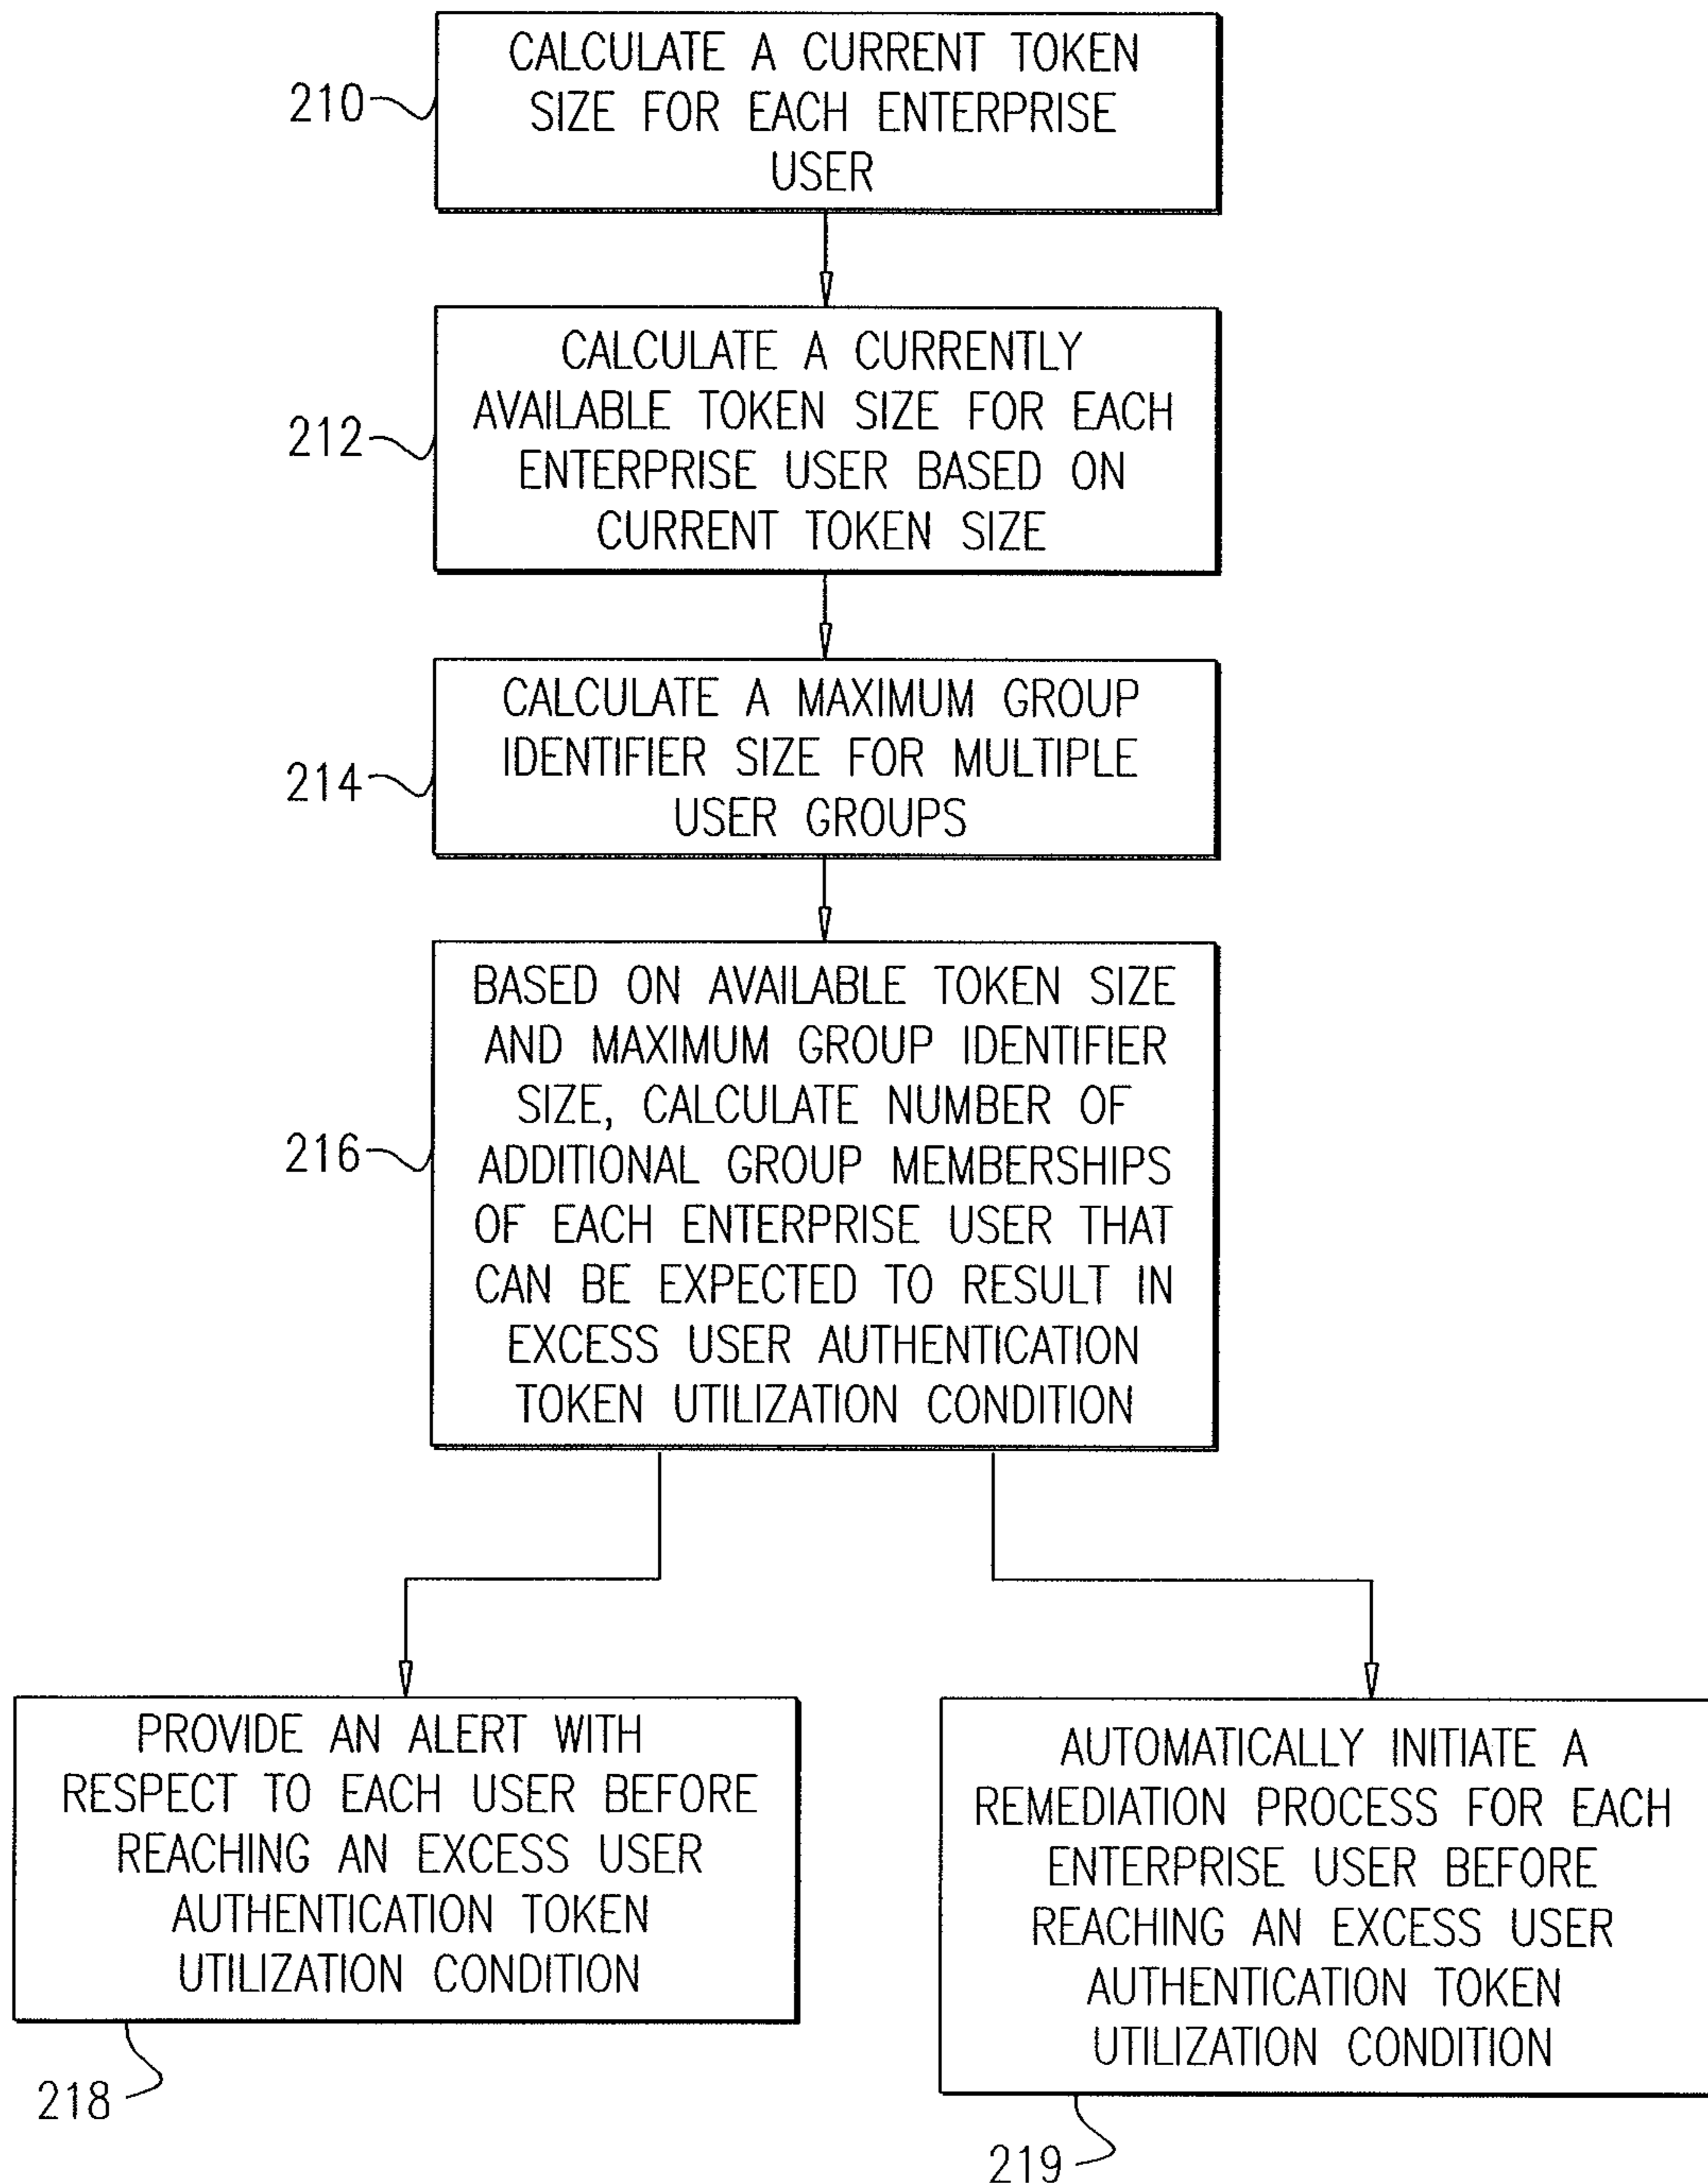 CALCULATE A CURRENT TOKEN
SIZE FOR EACH ENTERPRISE
USER
210
CALCULATE A CURRENTLY
AVAILABLE TOKEN SIZE FOR EACH
ENTERPRISE USER BASED ON
CURRENT TOKEN SIZE
212
CALCULATE A MAXIMUM GROUP
IDENTIFIER SIZE FOR MULTIPLE
USER GROUPS
214
BASED ON AVAILABLE TOKEN SIZE
AND MAXIMUM GROUP IDENTIFIER
SIZE, CALCULATE NUMBER OF
ADDITIONAL GROUP MEMBERSHIPS
OF EACH ENTERPRISE USER THAT
CAN BE EXPECTED TO RESULT IN
EXCESS USER AUTHENTICATION
TOKEN UTILIZATION CONDITION
216
PROVIDE AN ALERT WITH
RESPECT TO EACH USER BEFORE
REACHING AN EXCESS USER
AUTHENTICATION TOKEN
UTILIZATION CONDITION
218
AUTOMATICALLY INITIATE A
REMEDIATION PROCESS FOR EACH
ENTERPRISE USER BEFORE
REACHING AN EXCESS USER
AUTHENTICATION TOKEN
UTILIZATION CONDITION
219